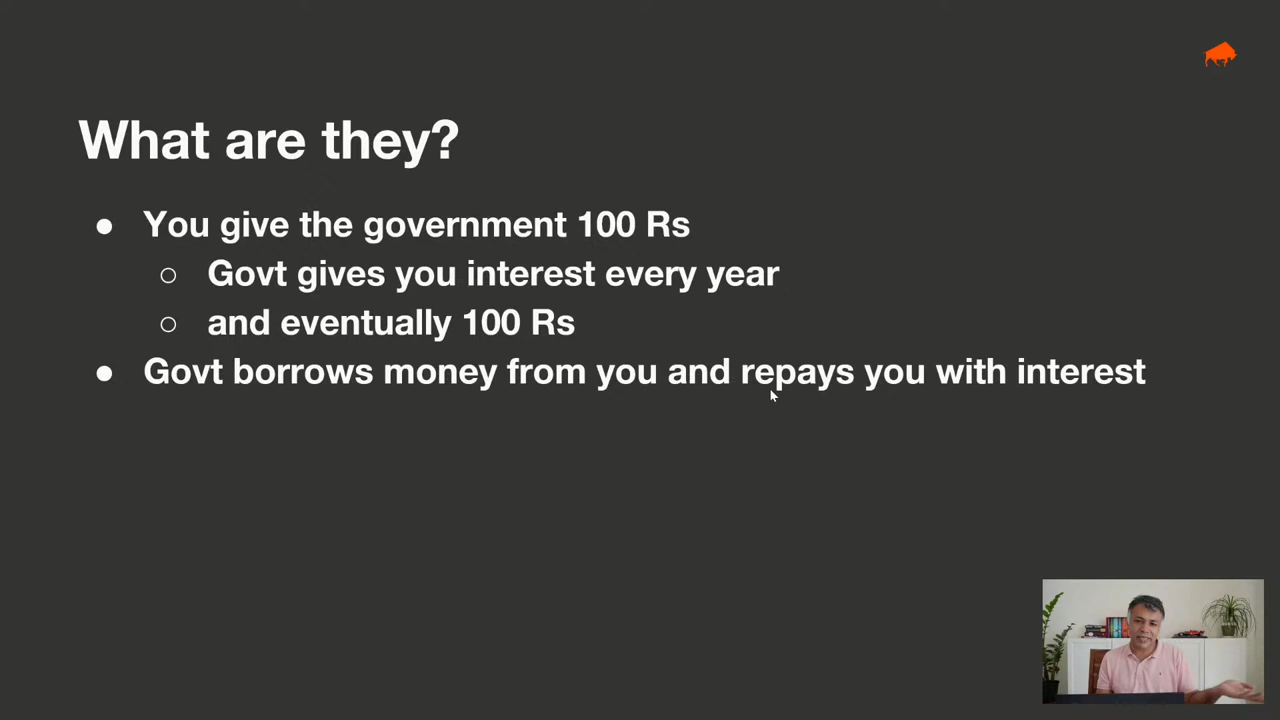 What are they?
● You give the government 100 Rs
○ Govt gives you interest every year
○ and eventually 100 Rs
● Govt borrows money from you and repays you with interest